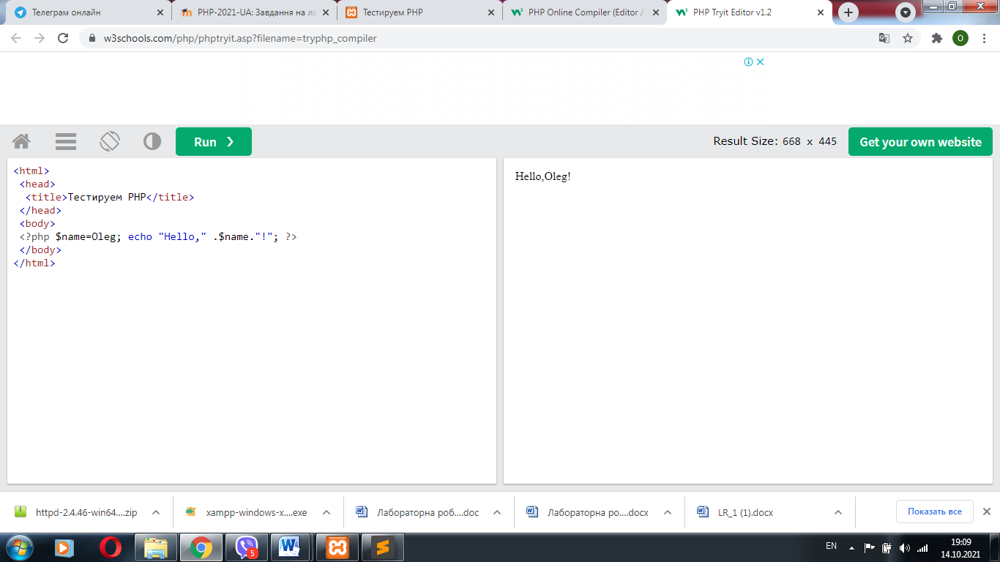 Телеграм онлайн
PHP-2021-UA: Завдання на ла
Тестируем PHP
PHP Online Compiler (Editor /
PHP Tryit Editor v1.2
w3schools.com/php/phptryit.asp?filename=tryphp_compiler
O
Run ❯
Result Size: 668 x 445
Get your own website
<html>
<head>
<title>Тестируем PHP</title>
</head>
<body>
<?php $name=Oleg; echo "Hello," .$name."!"; ?>
</body>
</html>
Hello,Oleg!
httpd-2.4.46-win64....zip
xampp-windows-x....exe
Лабораторна роб....doc
Лабораторна ро....docx
LR_1 (1).docx
Показать все
5
EN
19:09
14.10.2021